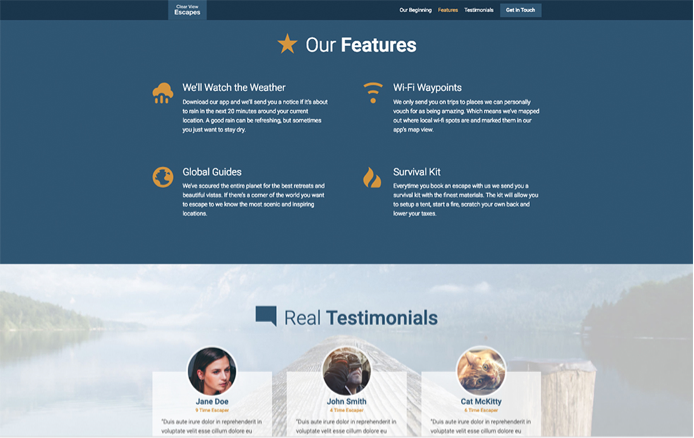 Clear View
Escapes
Our Beginning
Features
Testimonials
Get in Touch
Our Features
We'll Watch the Weather
Download our app and we'll send you a notice if it's about
to rain in the next 20 minutes around your current
location. A good rain can be refreshing, but sometimes
you just want to stay dry.
Wi-Fi Waypoints
We only send you on trips to places we can personally
vouch for as being amazing. Which means we've mapped
out where local wi-fi spots are and marked them in our
app's map view.
Global Guides
We've scoured the entire planet for the best retreats and
beautiful vistas. If there's a corner of the world you want
to escape to we know the most scenic and inspiring
locations.
Survival Kit
Everytime you book an escape with us we send you a
survival kit with the finest materials. The kit will allow you
to setup a tent, start a fire, scratch your own back and
lower your taxes.
Real Testimonials
Jane Doe
9 Time Escaper
"Duis aute irure dolor in reprehenderit in
voluptate velit esse cillum dolore eu
John Smith
4 Time Escaper
"Duis aute irure dolor in reprehenderit in
voluptate velit esse cillum dolore eu
Cat McKitty
6 Time Escaper
"Duis aute irure dolor in reprehenderit in
voluptate velit esse cillum dolore eu